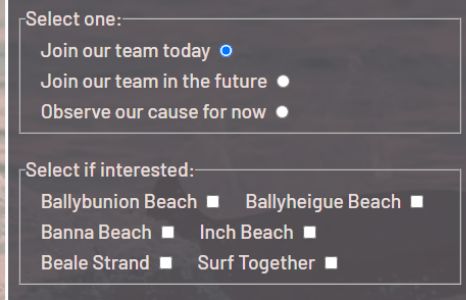 Select one:
Join our team today
Join our team in the future
Observe our cause for now
Select if interested:
Ballybunion Beach Ballyheigue Beach
Banna Beach Inch Beach
Beale Strand Surf Together